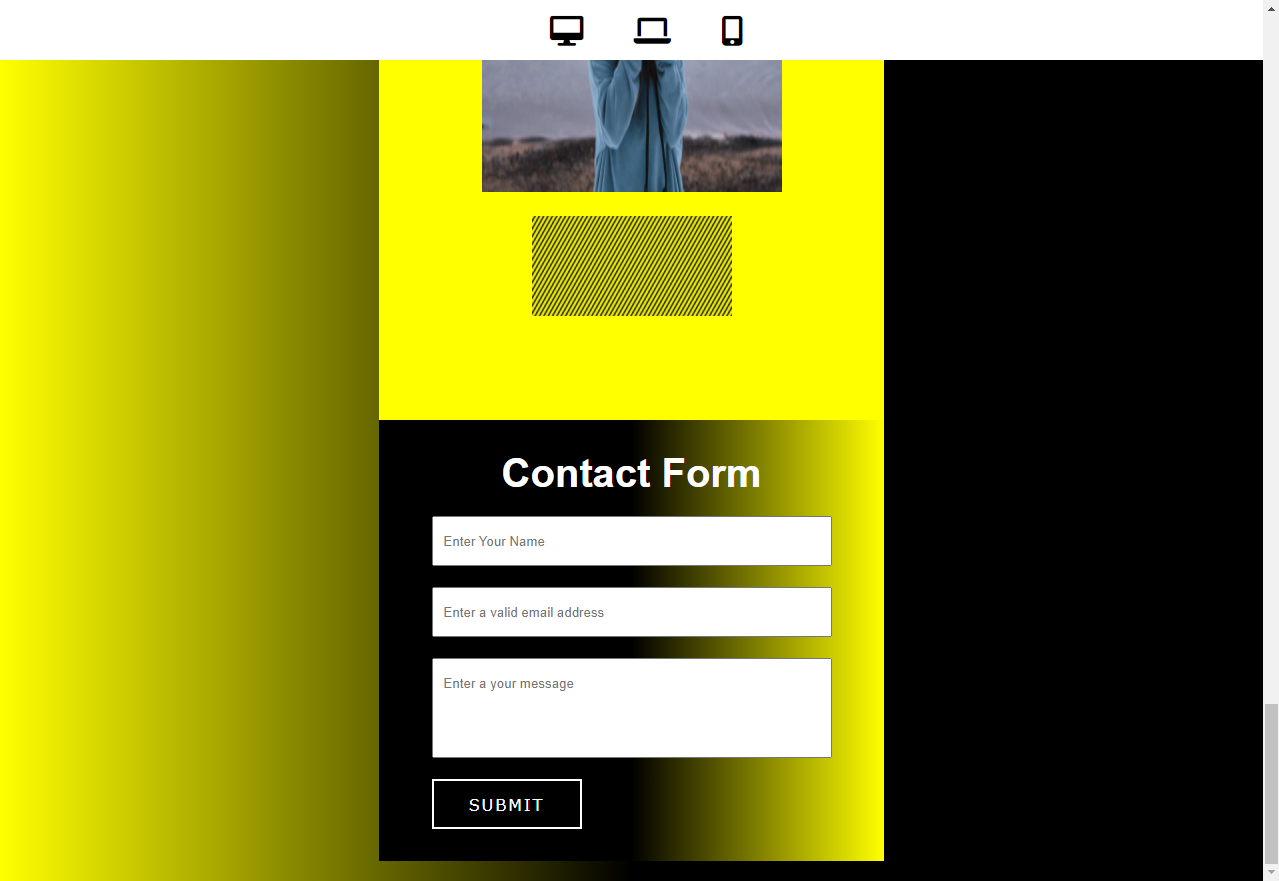 Contact Form
Enter Your Name
Enter a valid email address
Enter a your message
SUBMIT